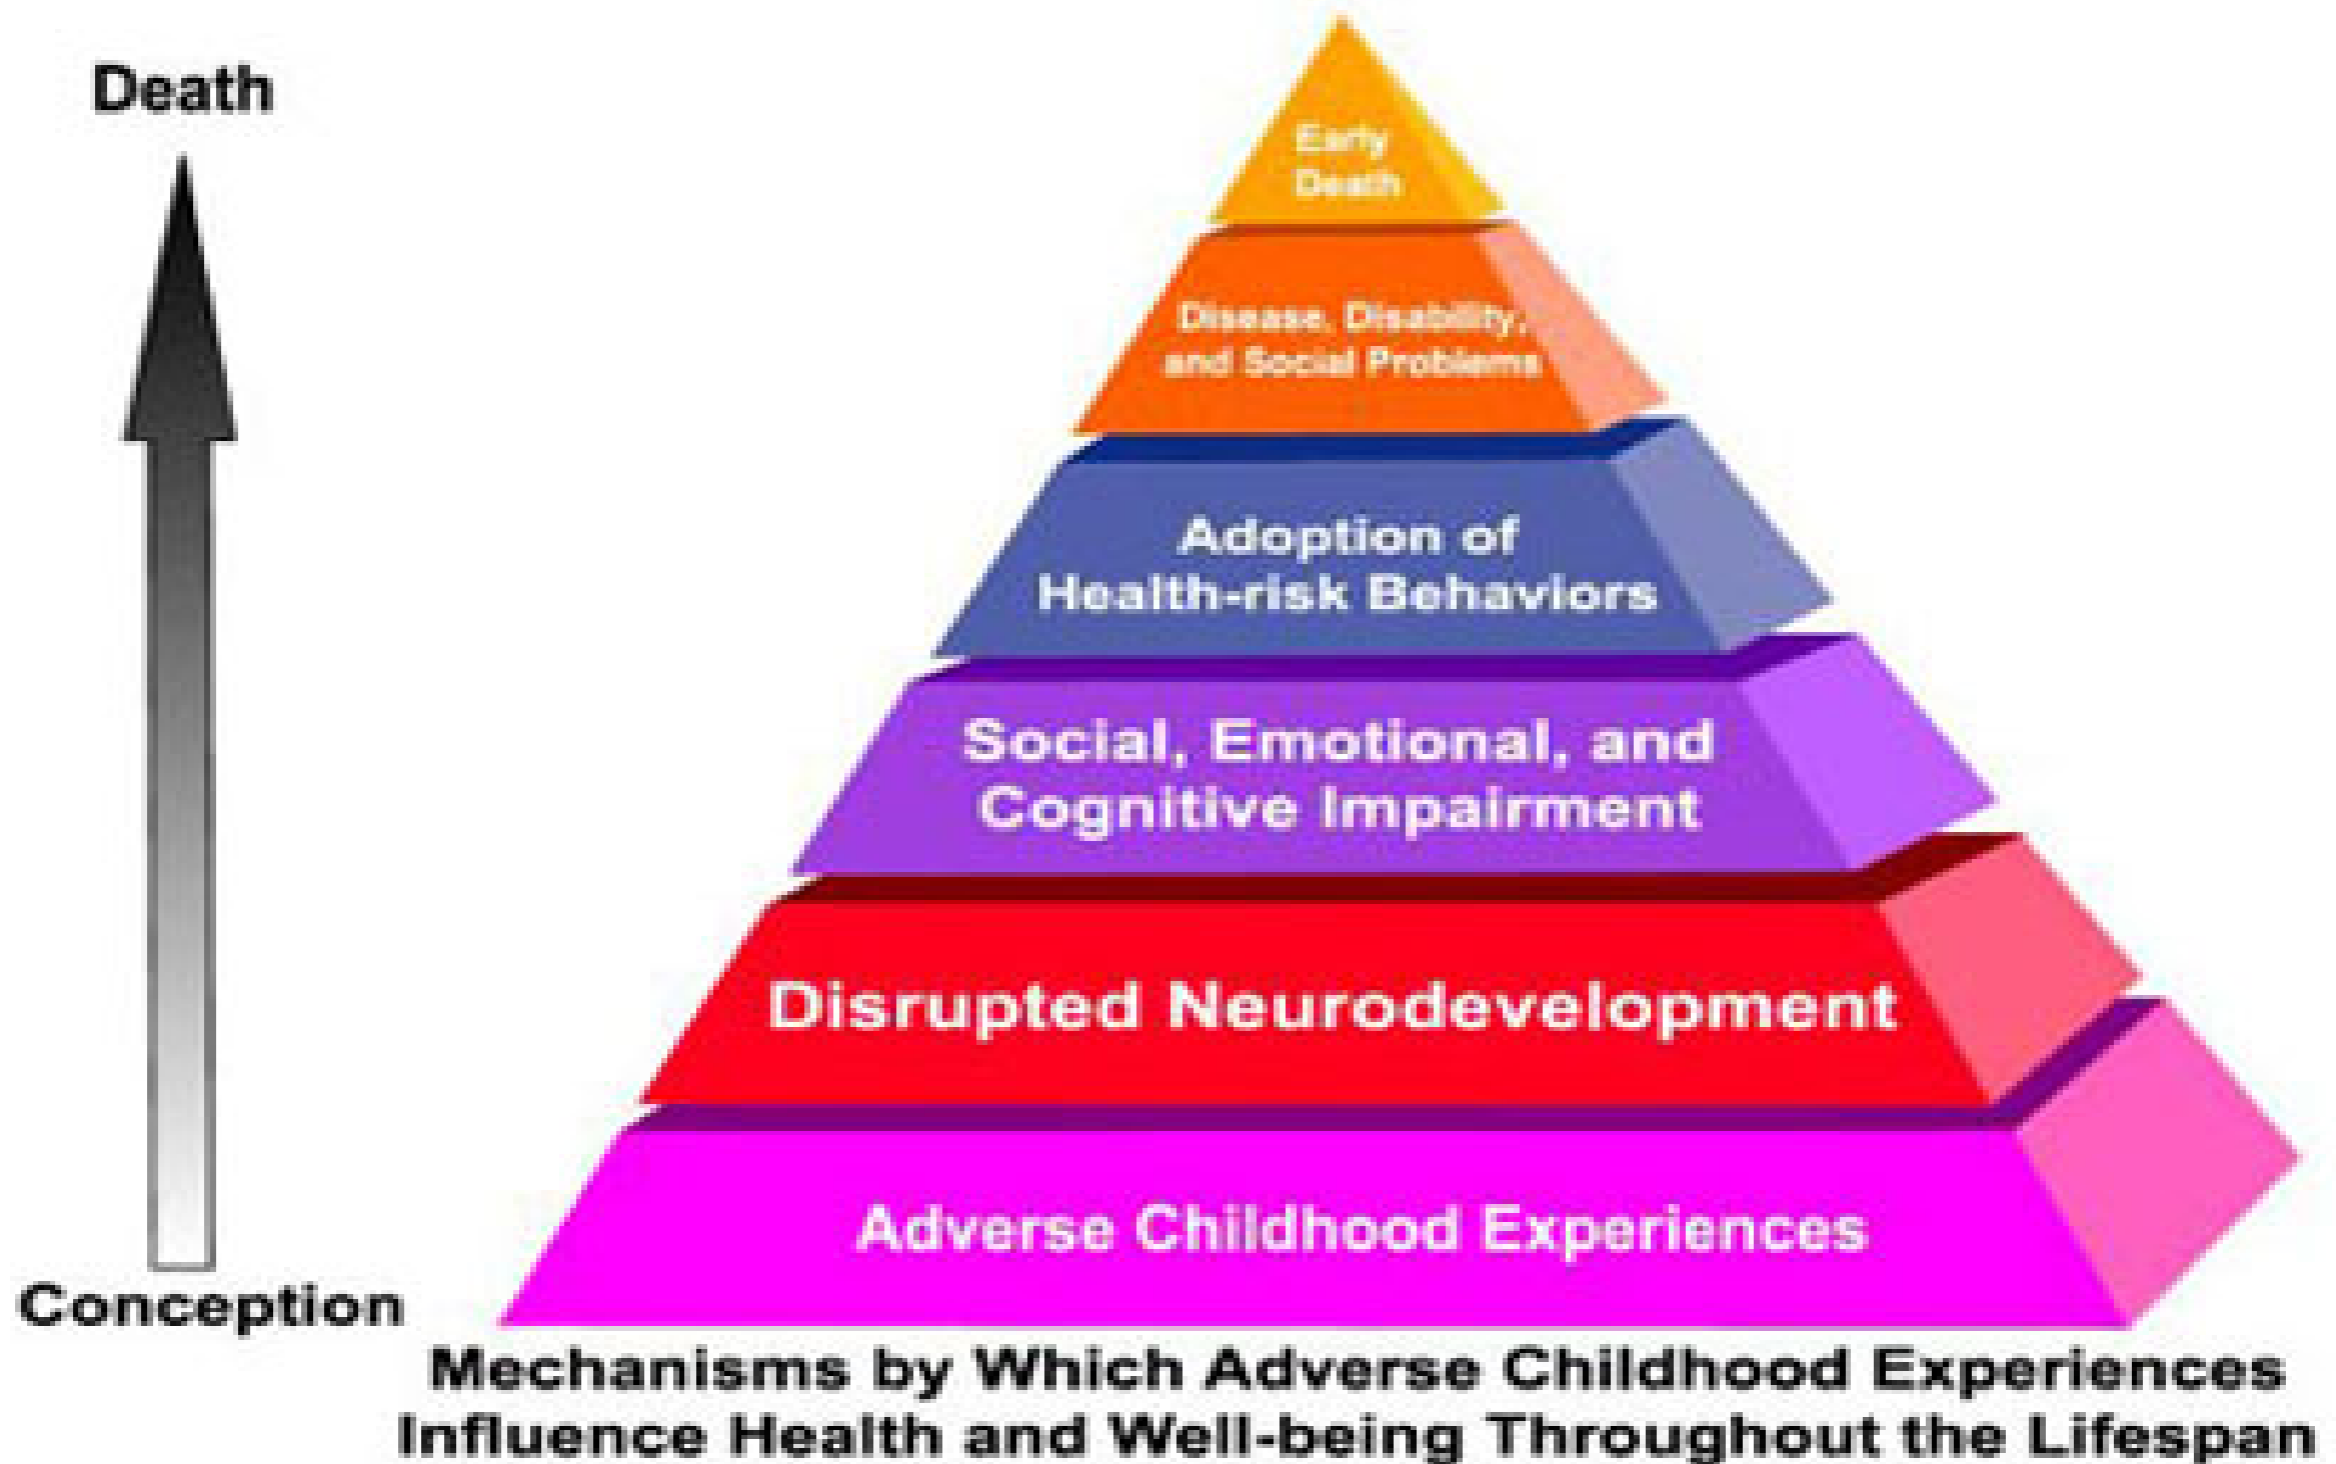 Death
Early
Death
Disease, Disability,
and Social Problems
Adoption of
Health-risk Behaviors
Social, Emotional, and
Cognitive Impairment
Disrupted Neurodevelopment
Adverse Childhood Experiences
Conception
Mechanisms by Which Adverse Childhood Experiences
Influence Health and Well-being Throughout the Lifespan